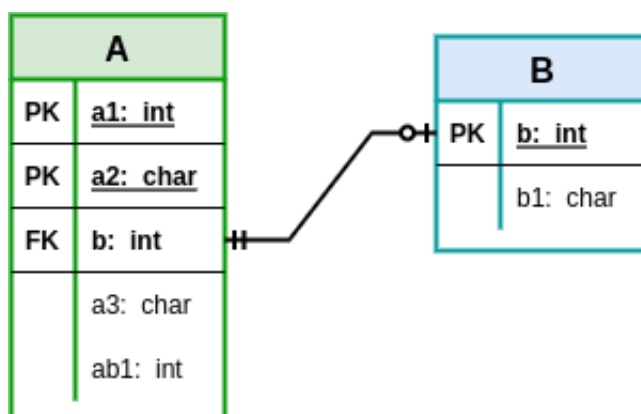 A
PK a1: int
PK a2: char
FK b: int
a3: char
ab1: int
B
PK b: int
b1: char